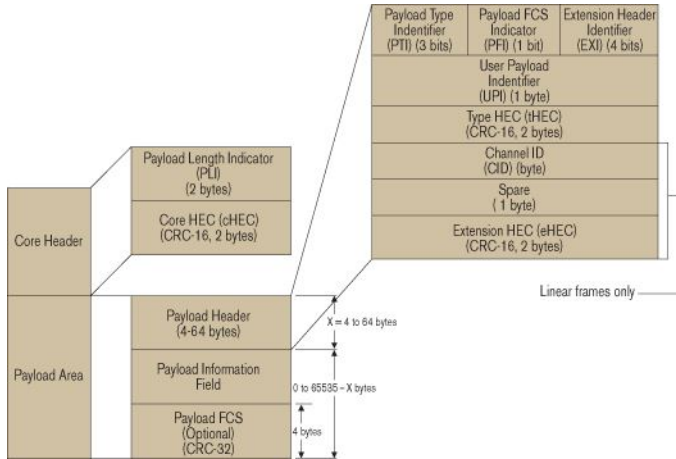 Payload Type
Indentifier
(PTI) (3 bits)
Payload FCS
Indicator
(PFI) (1 bit)
Extension Header
Identifier
(EXI) (4 bits)
User Payload
Indentifier
(UPI) (1 byte)
Type HEC (tHEC)
(CRC-16, 2 bytes)
Channel ID
(CID) (byte)
Spare
( 1 byte)
Extension HEC (eHEC)
(CRC-16, 2 bytes)
Linear frames only
Payload Length Indicator
(PLI)
(2 bytes)
Core HEC (cHEC)
(CRC-16, 2 bytes)
Core Header
Payload Area
Payload Header
(4-64 bytes)
X = 4 to 64 bytes
Payload Information
Field
0 to 65535 - X bytes
Payload FCS
(Optional)
(CRC-32)
4 bytes